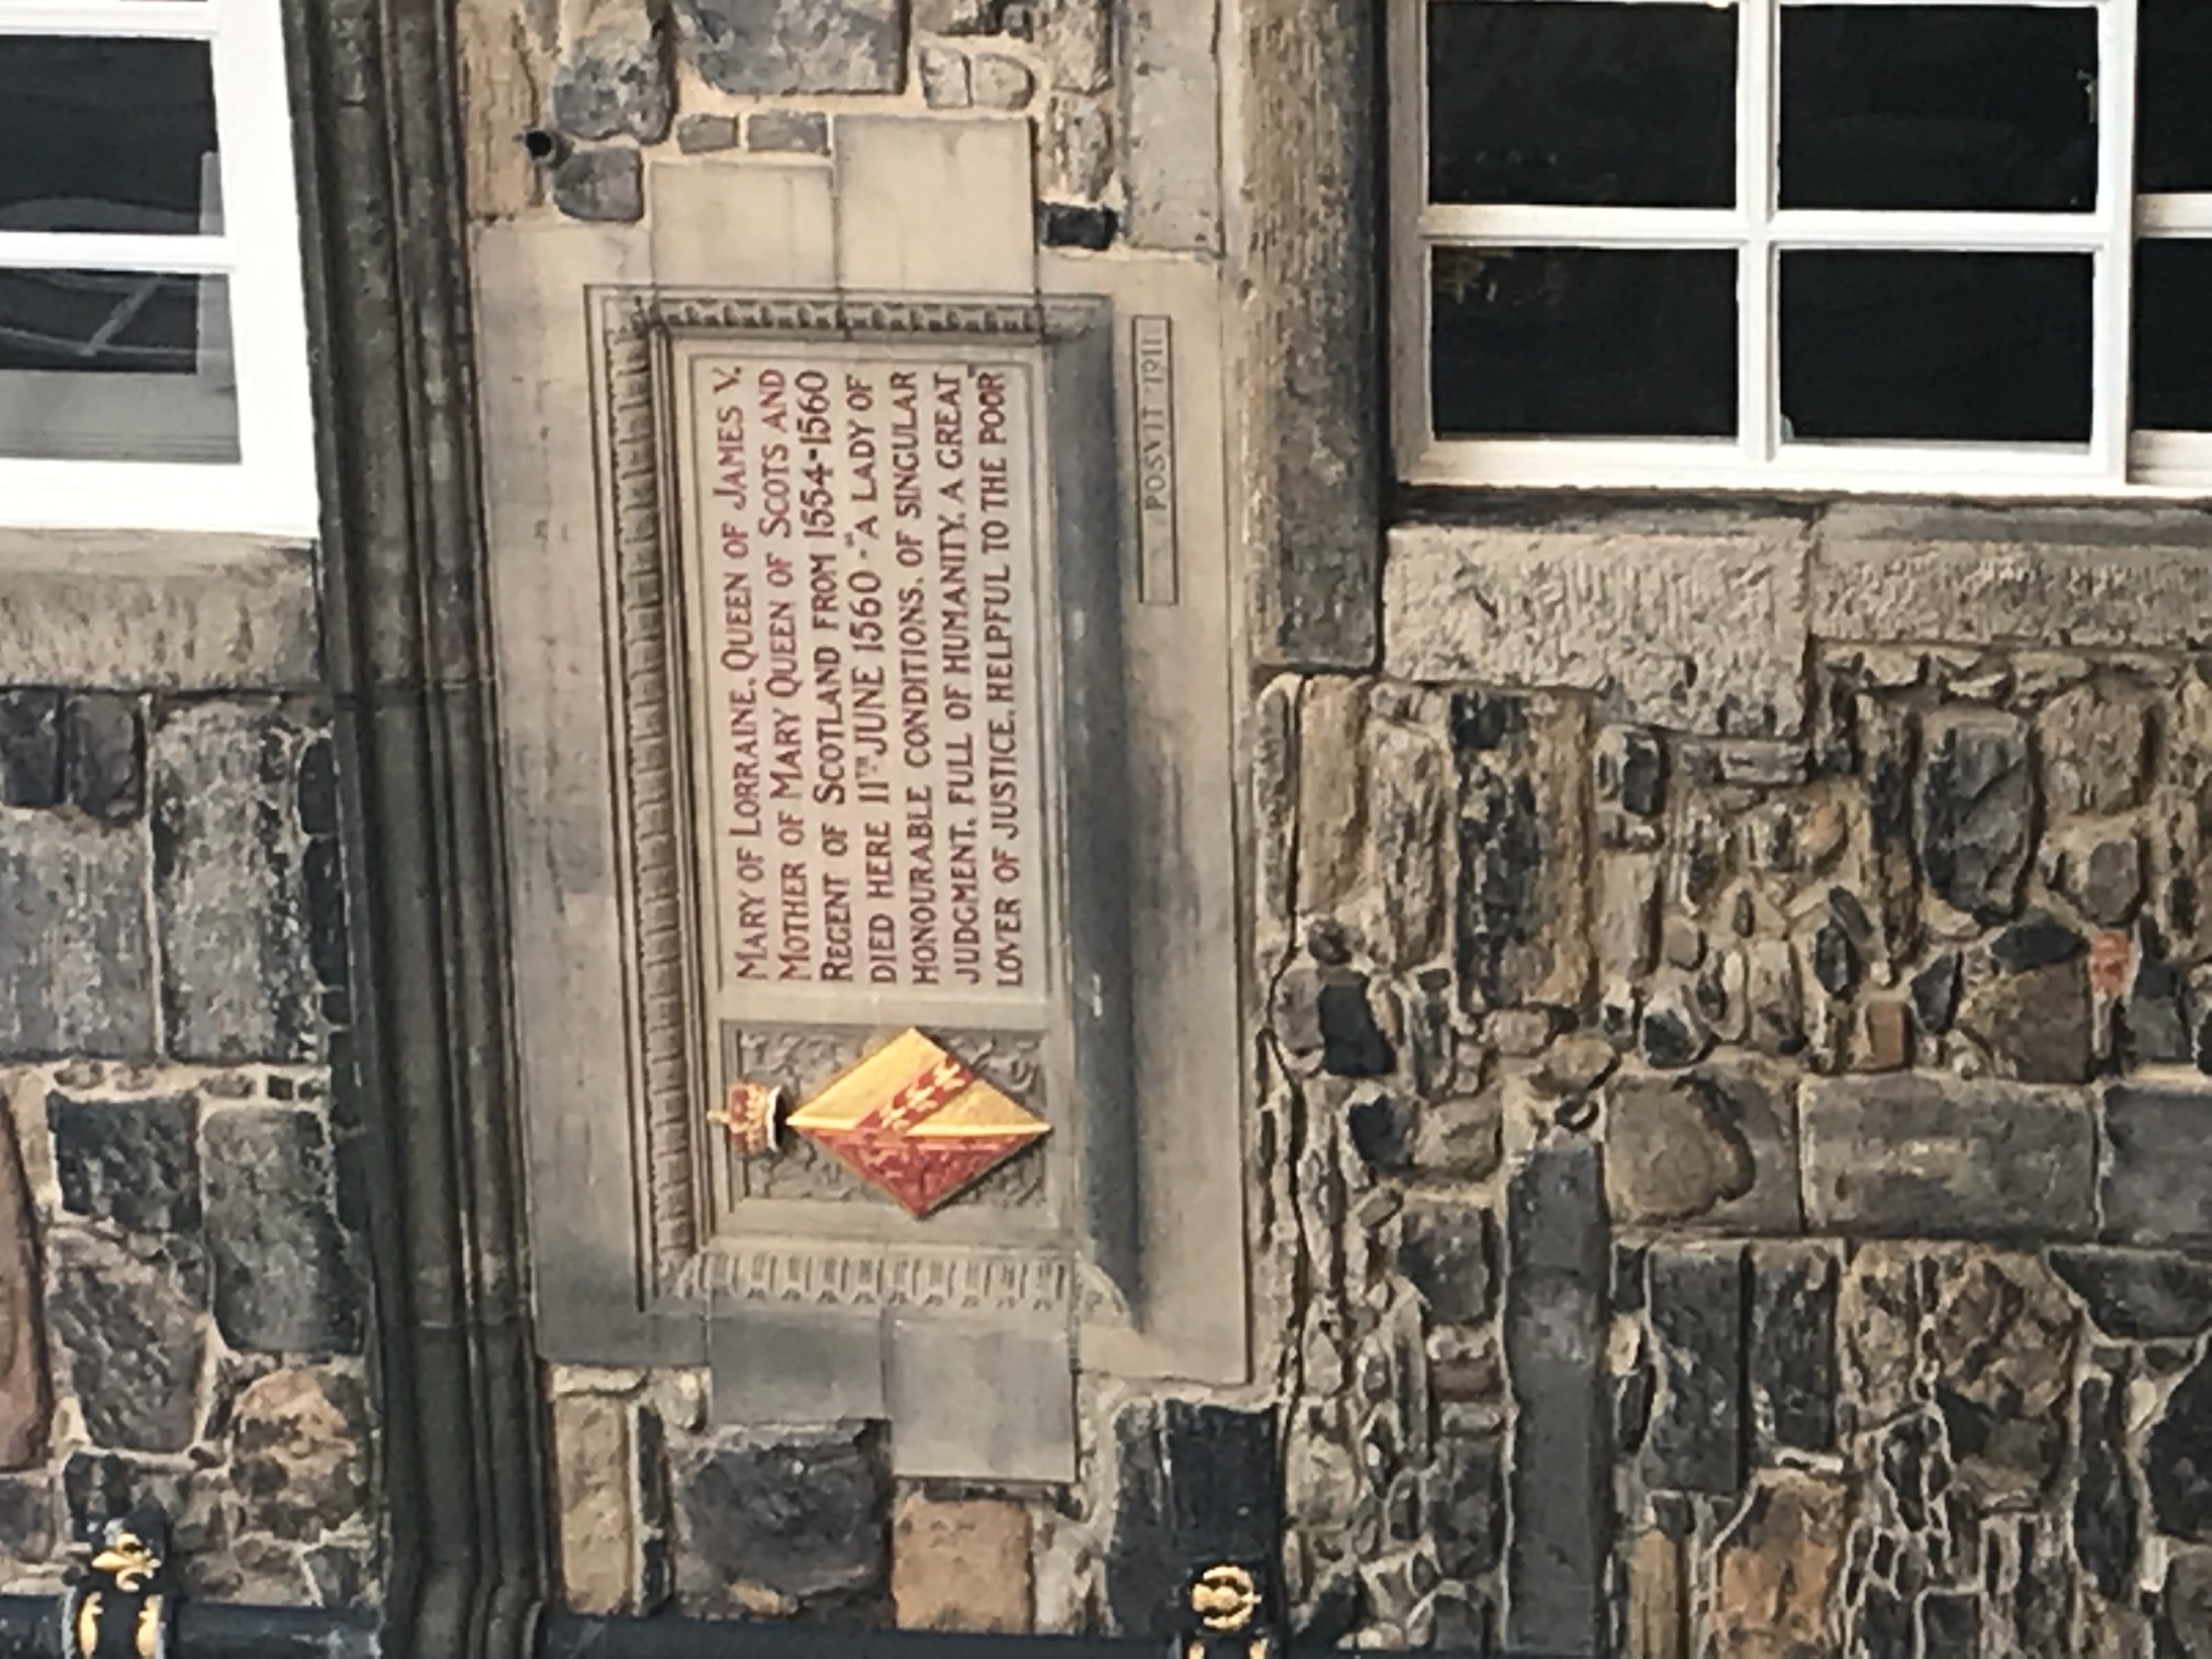 MARY OF LORRAINE, QUEEN OF JAMES V.
MOTHER OF MARY QUEEN OF SCOTS AND
REGENT OF SCOTLAND FROM 1554-1560
DIED HERE 11TH JUNE 1560 - "A LADY OF
HONOURABLE CONDITIONS, OF SINGULAR
JUDGMENT, FULL OF HUMANITY, A GREAT
LOVER OF JUSTICE, HELPFUL TO THE POOR"
POSVIT 1911